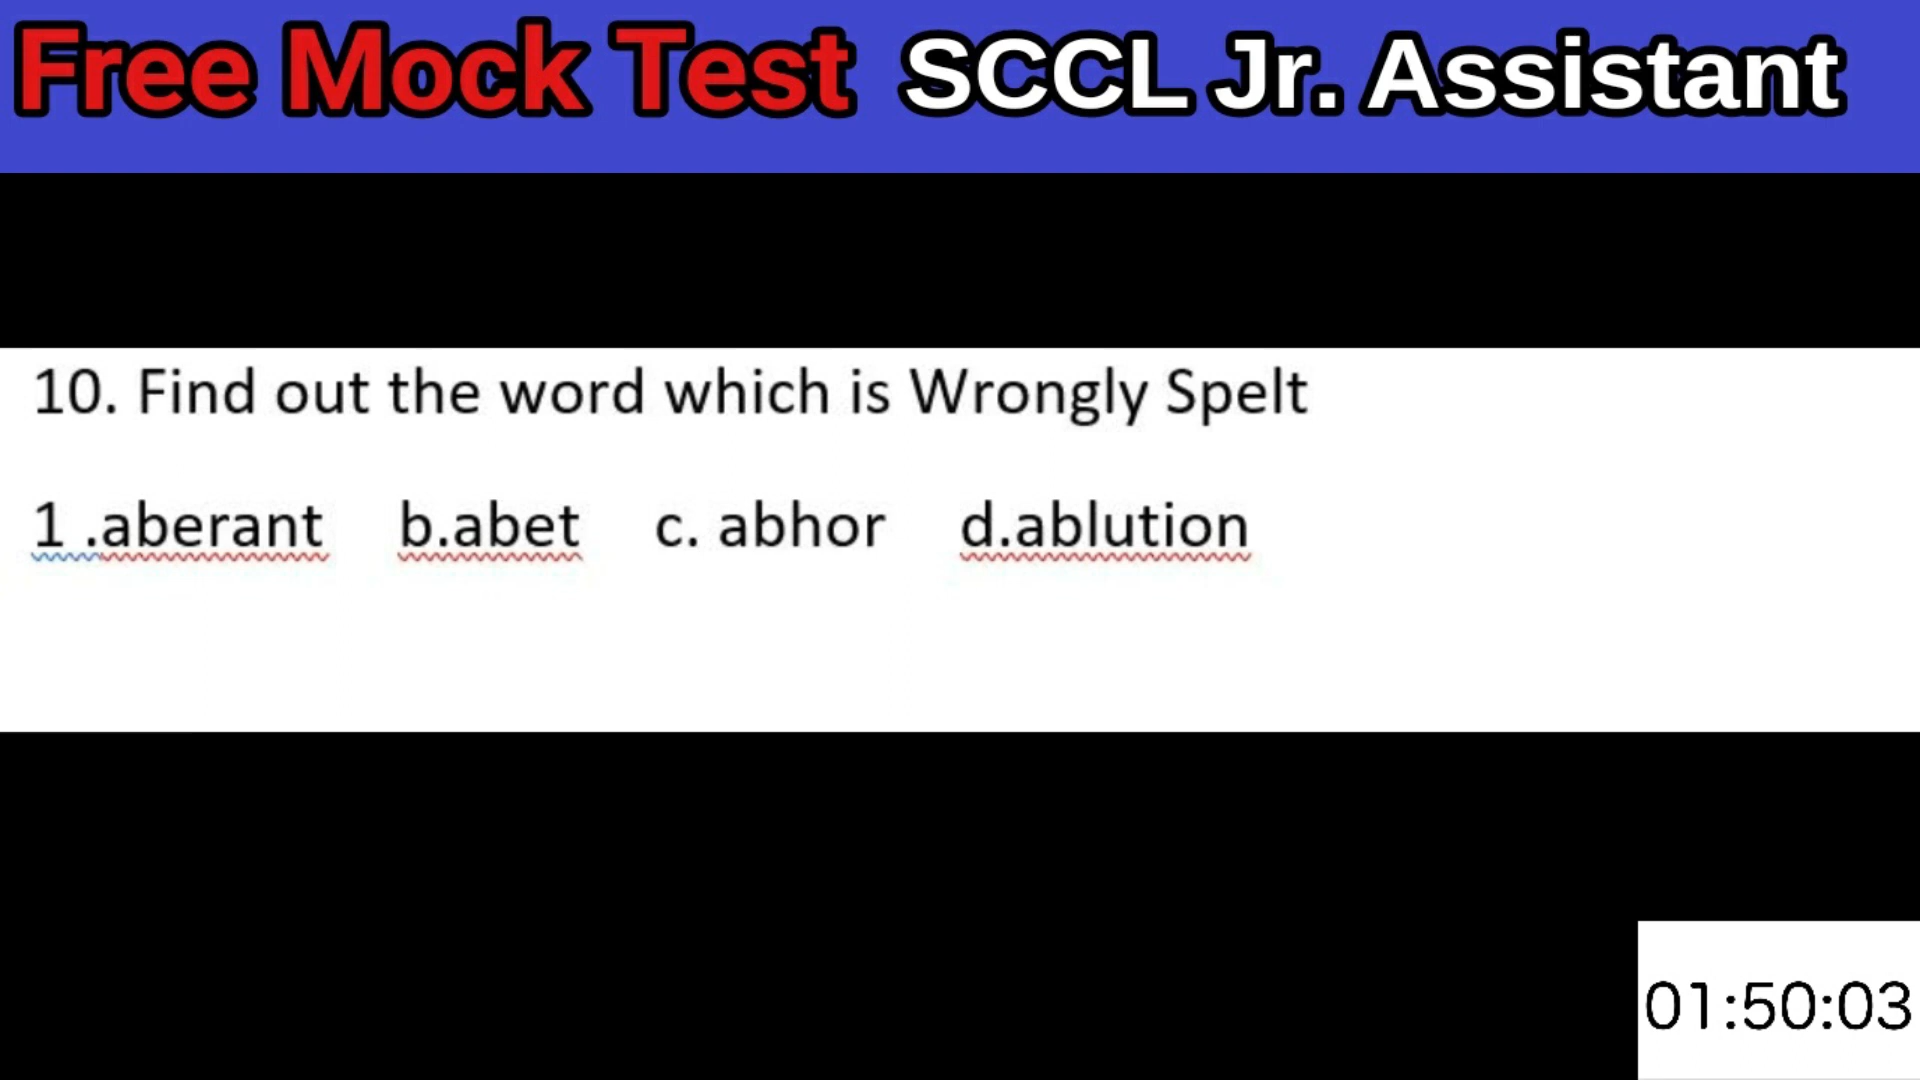 Free Mock Test SCCL Jr. Assistant
10. Find out the word which is Wrongly Spelt
1 .aberant b.abet c. abhor d.ablution
01:50:03